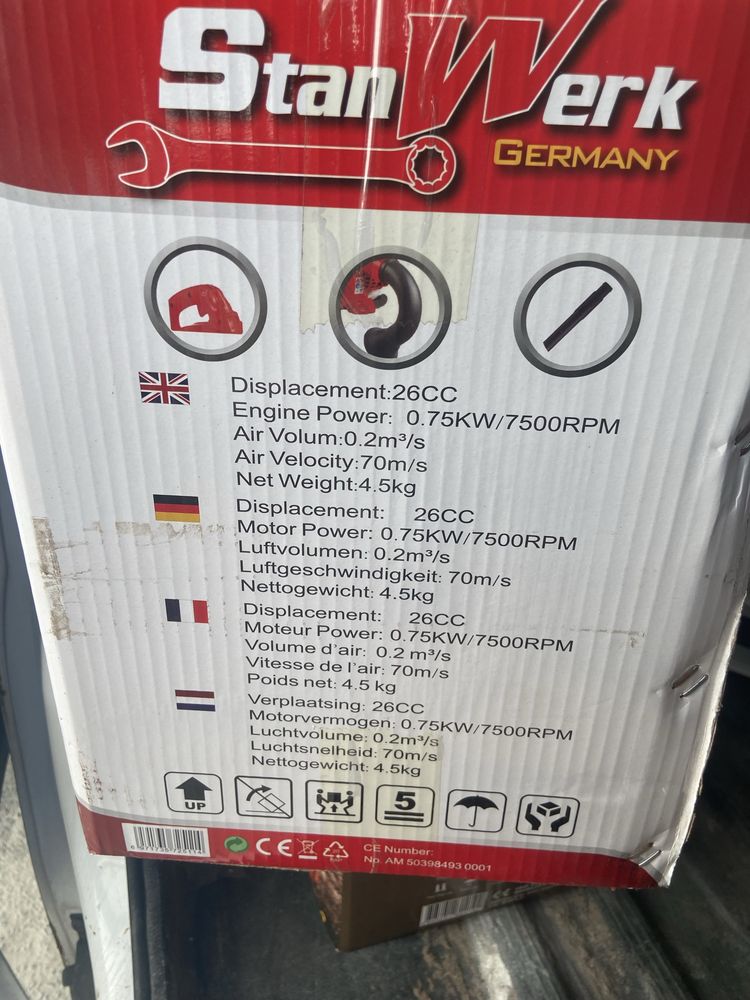 StanWerk
GERMANY
Displacement:26CC
Engine Power: 0.75KW/7500RPM
Air Volum:0.2m³/s
Air Velocity:70m/s
Net Weight:4.5kg
Displacement: 26CC
Motor Power: 0.75KW/7500RPM
Luftvolumen: 0.2m³/s
Luftgeschwindigkeit: 70m/s
Nettogewicht: 4.5kg
Displacement: 26CC
Moteur Power: 0.75KW/7500RPM
Volume d'air: 0.2 m³/s
Vitesse de l'air: 70m/s
Poids net: 4.5 kg
Verplaatsing: 26CC
Motorvermogen: 0.75KW/7500RPM
Luchtvolume: 0.2m³/s
Luchtsnelheid: 70m/s
Nettogewicht: 4.5kg
UP
5
CE
CE Number:
No. AM 50398493 0001